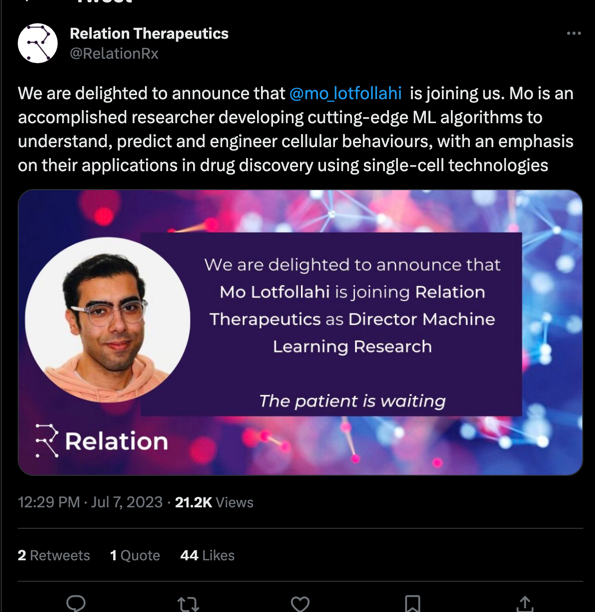 Tweet
Relation Therapeutics
@RelationRx
We are delighted to announce that @mo_lotfollahi is joining us. Mo is an
accomplished researcher developing cutting-edge ML algorithms to
understand, predict and engineer cellular behaviours, with an emphasis
on their applications in drug discovery using single-cell technologies
We are delighted to announce that
Mo Lotfollahi is joining Relation
Therapeutics as Director Machine
Learning Research
The patient is waiting
Relation
12:29 PM · Jul 7, 2023 · 21.2K Views
2 Retweets 1 Quote 44 Likes